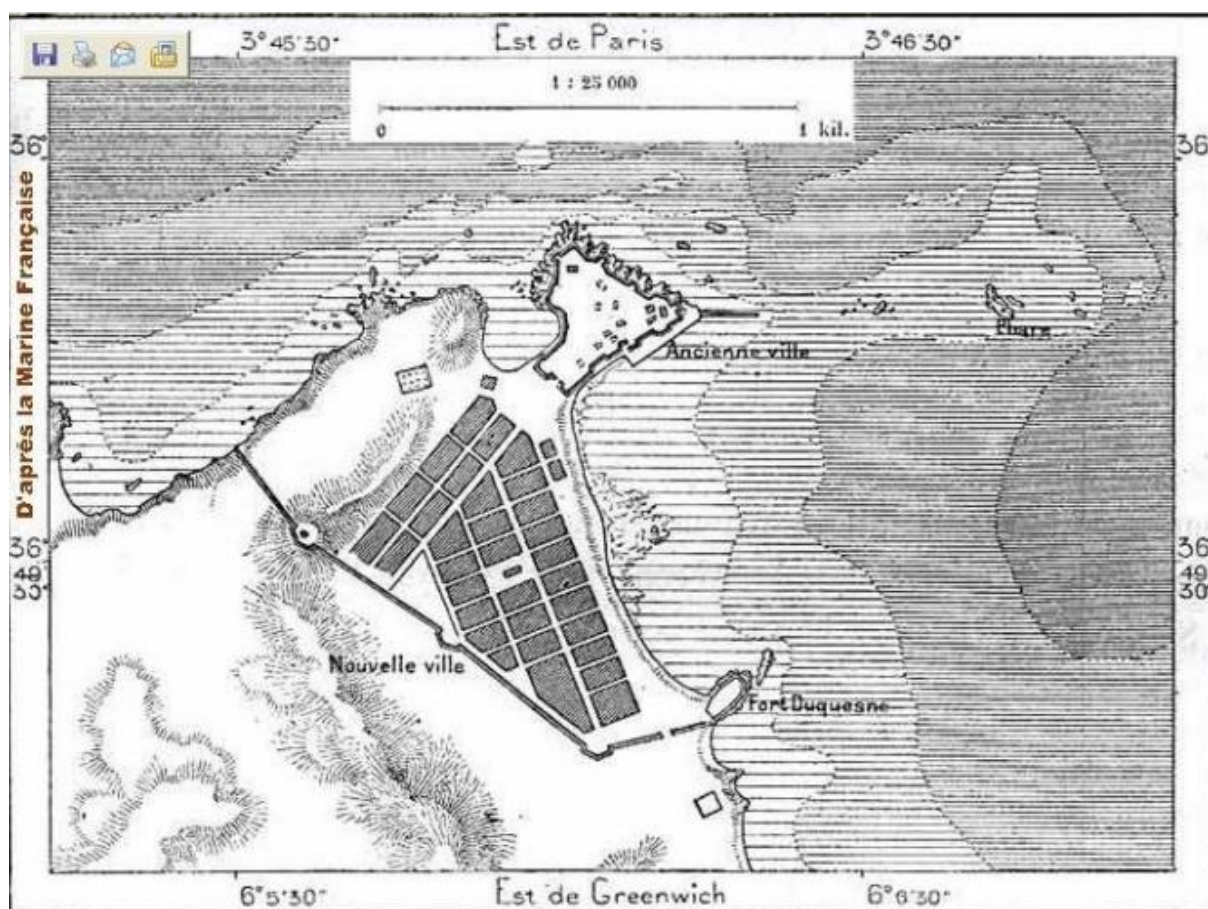 3°45'30"
Est de Paris
3°46'30"
1 : 25 000
0
1 kil.
36°
36
D'après la Marine Française
Phare
Ancienne ville
36°
49'
36
49
30"
Nouvelle ville
Fort Duquesne
6°5'30"
Est de Greenwich
6°6'30"